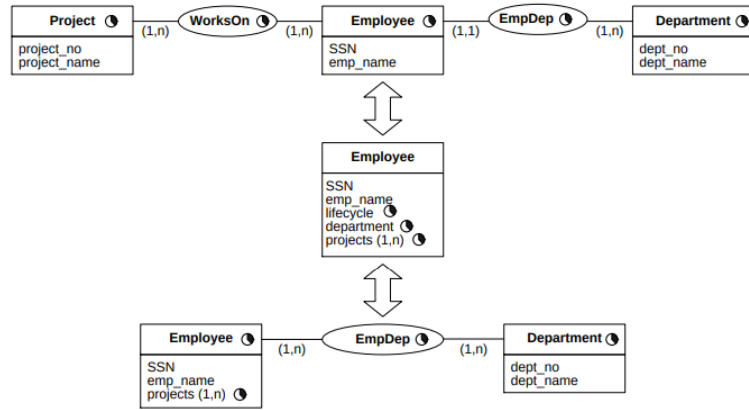 Project WorksOn Employee EmpDep Department
(1,n) (1,n) (1,1) (1,n)
project_no
project_name
SSN
emp_name
dept_no
dept_name
Employee
SSN
emp_name
lifecycle
department
projects (1,n)
Employee EmpDep Department
(1,n) (1,n)
SSN
emp_name
projects (1,n)
dept_no
dept_name